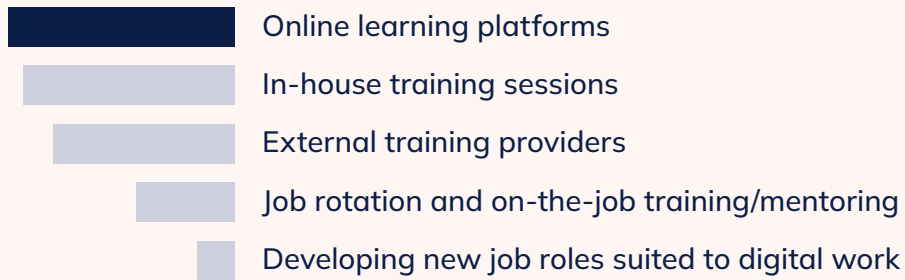 Online learning platforms
In-house training sessions
External training providers
Job rotation and on-the-job training/mentoring
Developing new job roles suited to digital work